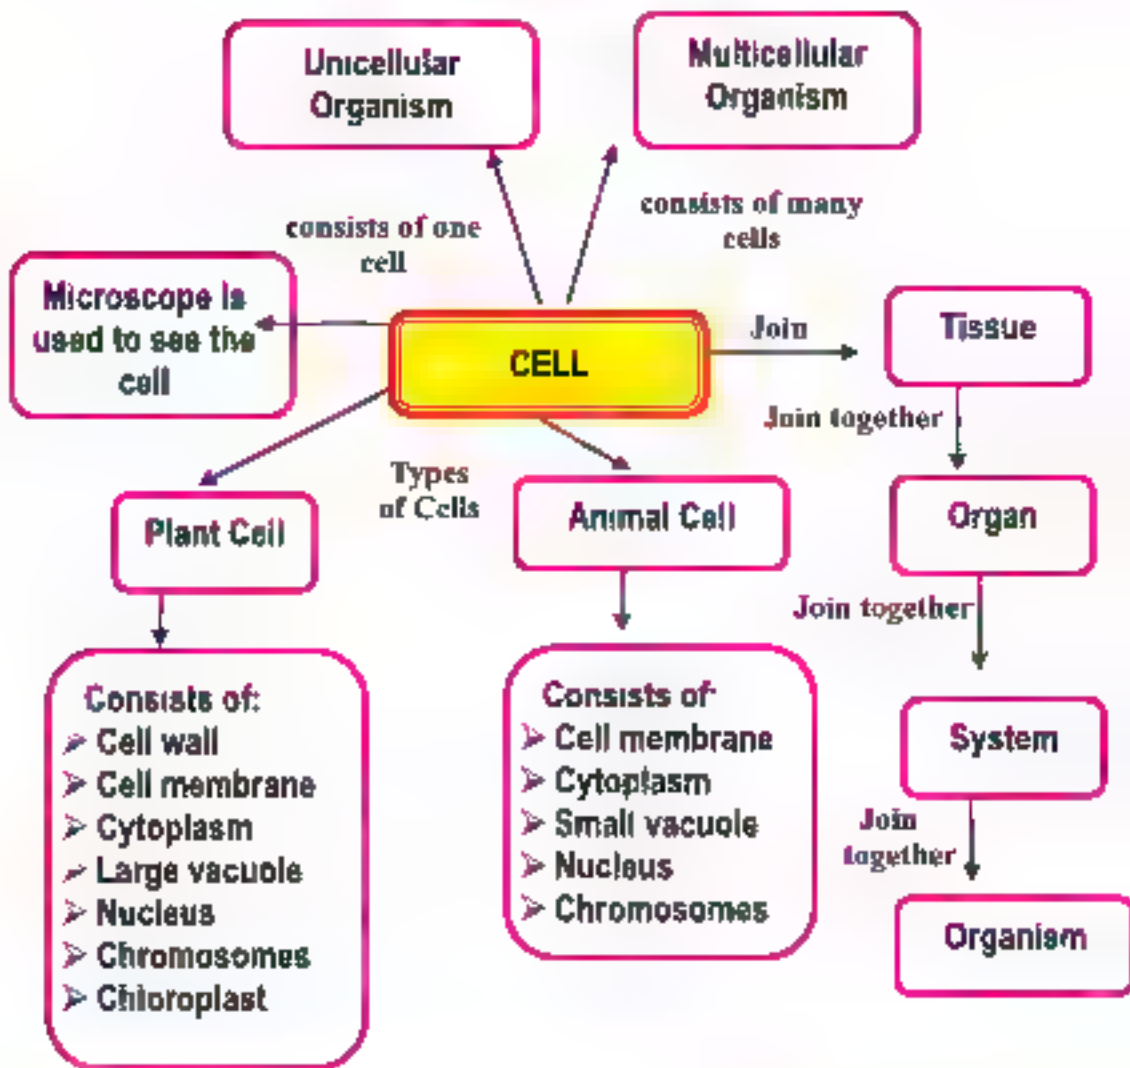 Unicellular
Organism
Multicellular
Organism
consists of one
cell
consists of many
cells
Microscope is
used to see the
cell
CELL
Join
Tissue
Join together
Types
of Cells
Plant Cell
Animal Cell
Organ
Join together
Consists of:
➢ Cell wall
➢ Cell membrane
➢ Cytoplasm
➢ Large vacuole
➢ Nucleus
➢ Chromosomes
➢ Chloroplast
Consists of:
➢ Cell membrane
➢ Cytoplasm
➢ Small vacuole
➢ Nucleus
➢ Chromosomes
System
Join
together
Organism